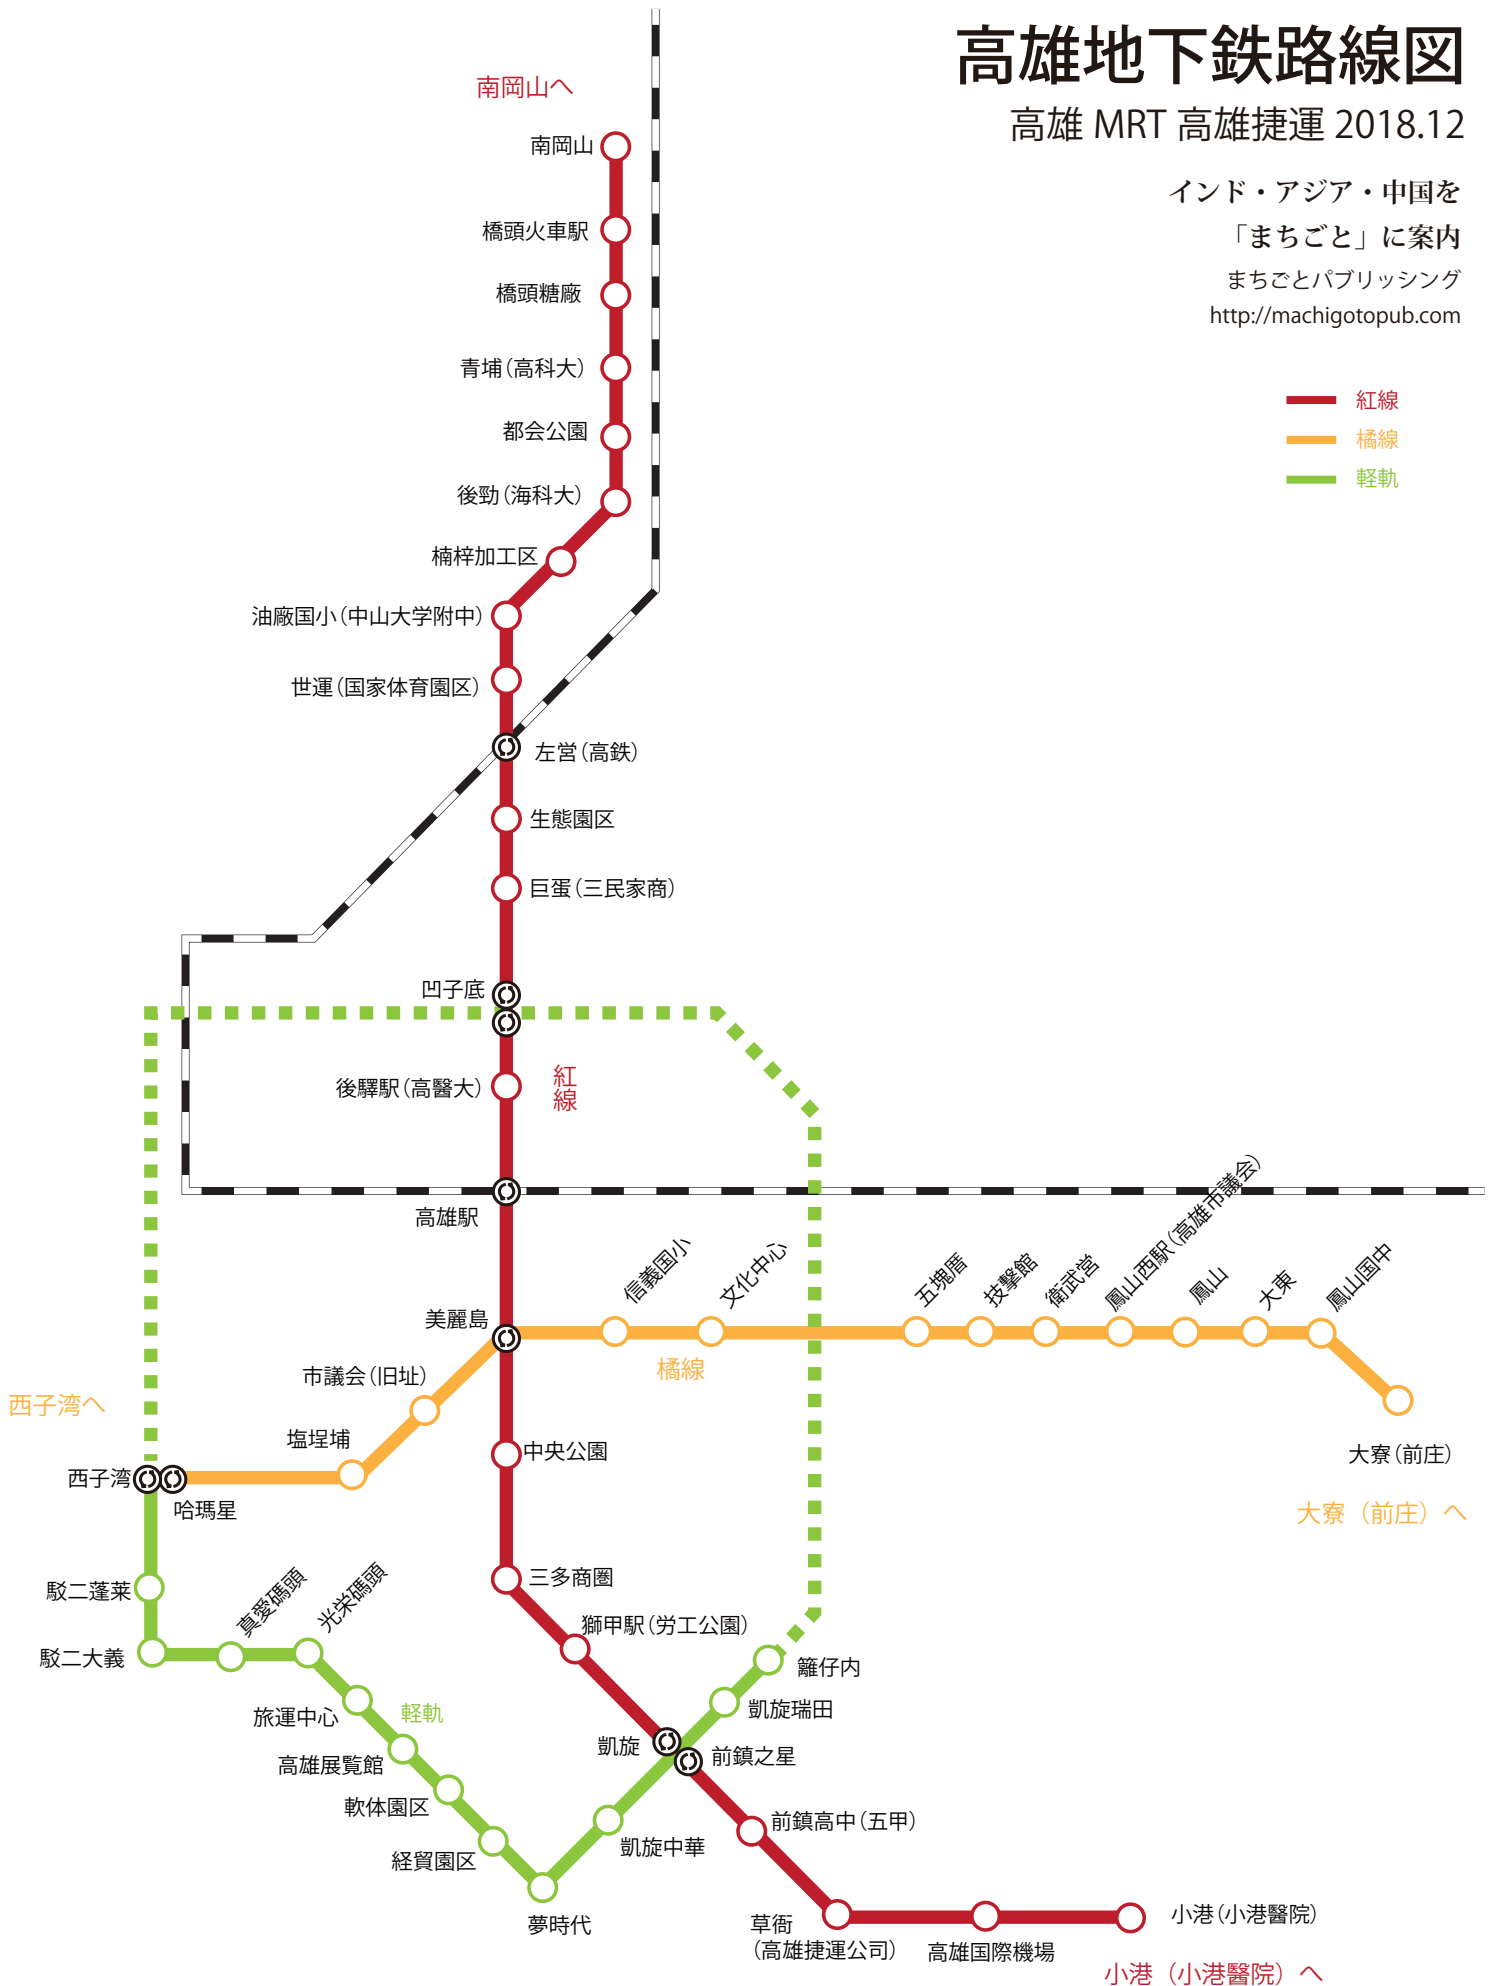 高雄地下鉄路線図
高雄 MRT 高雄捷運 2018.12
インド・アジア・中国を
「まちごと」に案内
まちごとパブリッシング
http://machigotopub.com
紅線
橘線
軽軌
南岡山へ
南岡山
橋頭火車駅
橋頭糖廠
青埔(高科大)
都会公園
後勁(海科大)
楠梓加工区
油廠国小(中山大学附中)
世運(国家体育園区)
左営(高鉄)
生態園区
巨蛋(三民家商)
凹子底
後驛駅(高醫大)
紅線
高雄駅
美麗島
信義国小
文化中心
五塊厝
技撃館
衛武営
鳳山西駅(高雄市議会)
鳳山
大東
鳳山国中
橘線
市議会(旧址)
西子湾へ
塩埕埔
中央公園
大寮(前庄)
西子湾
哈瑪星
大寮(前庄)へ
三多商圏
駁二蓬莱
真愛碼頭
光栄碼頭
獅甲駅(労工公園)
駁二大義
籬仔内
旅運中心
軽軌
凱旋瑞田
凱旋
前鎮之星
高雄展覧館
軟体園区
前鎮高中(五甲)
凱旋中華
経貿園区
夢時代
草衙
(高雄捷運公司)
高雄国際機場
小港(小港醫院)
小港(小港醫院)へ